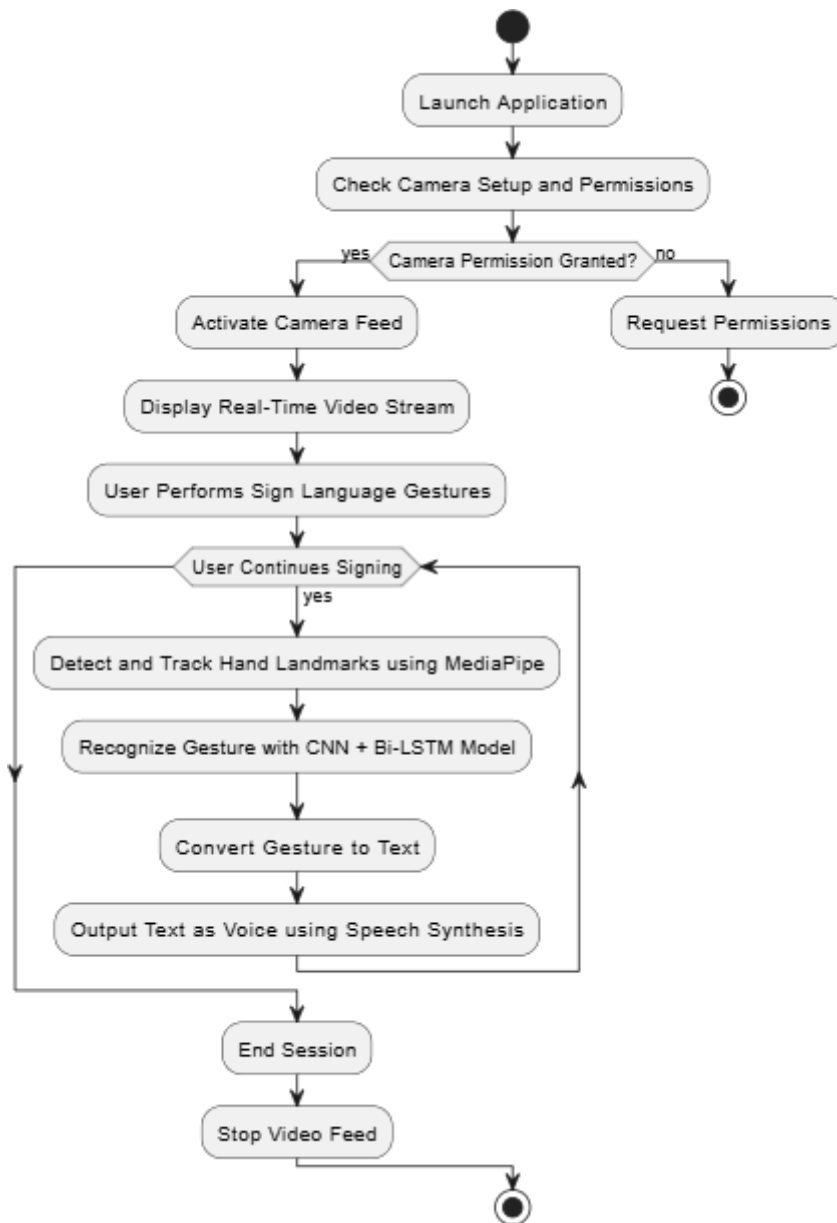 Launch Application
Check Camera Setup and Permissions
yes
Camera Permission Granted?
no
Activate Camera Feed
Request Permissions
Display Real-Time Video Stream
User Performs Sign Language Gestures
User Continues Signing
yes
Detect and Track Hand Landmarks using MediaPipe
Recognize Gesture with CNN + Bi-LSTM Model
Convert Gesture to Text
Output Text as Voice using Speech Synthesis
End Session
Stop Video Feed